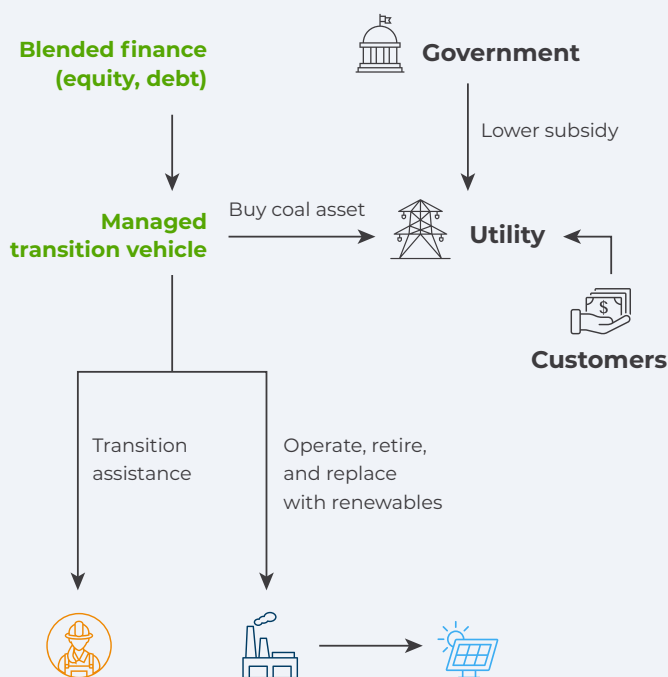 Blended finance
(equity, debt)
Government
Lower subsidy
Managed
transition vehicle
Buy coal asset
Utility
$
Customers
Transition
assistance
Operate, retire,
and replace
with renewables